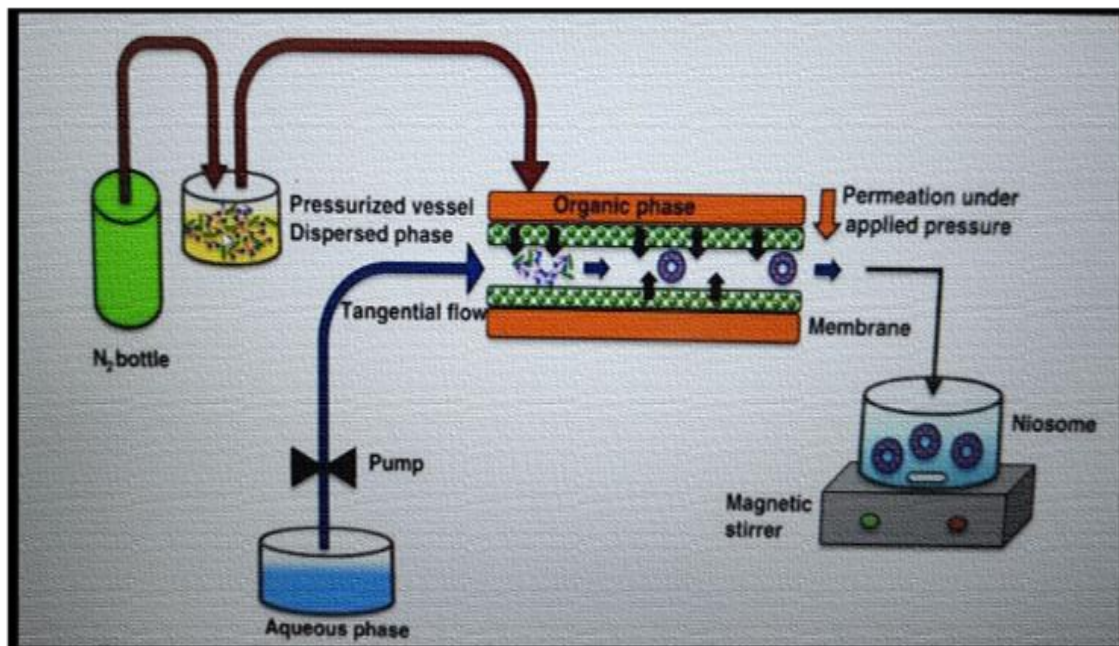 Pressurized vessel
Dispersed phase
Organic phase
Permeation under
applied pressure
Tangential flow
Membrane
N₂ bottle
Pump
Niosome
Magnetic
stirrer
Aqueous phase